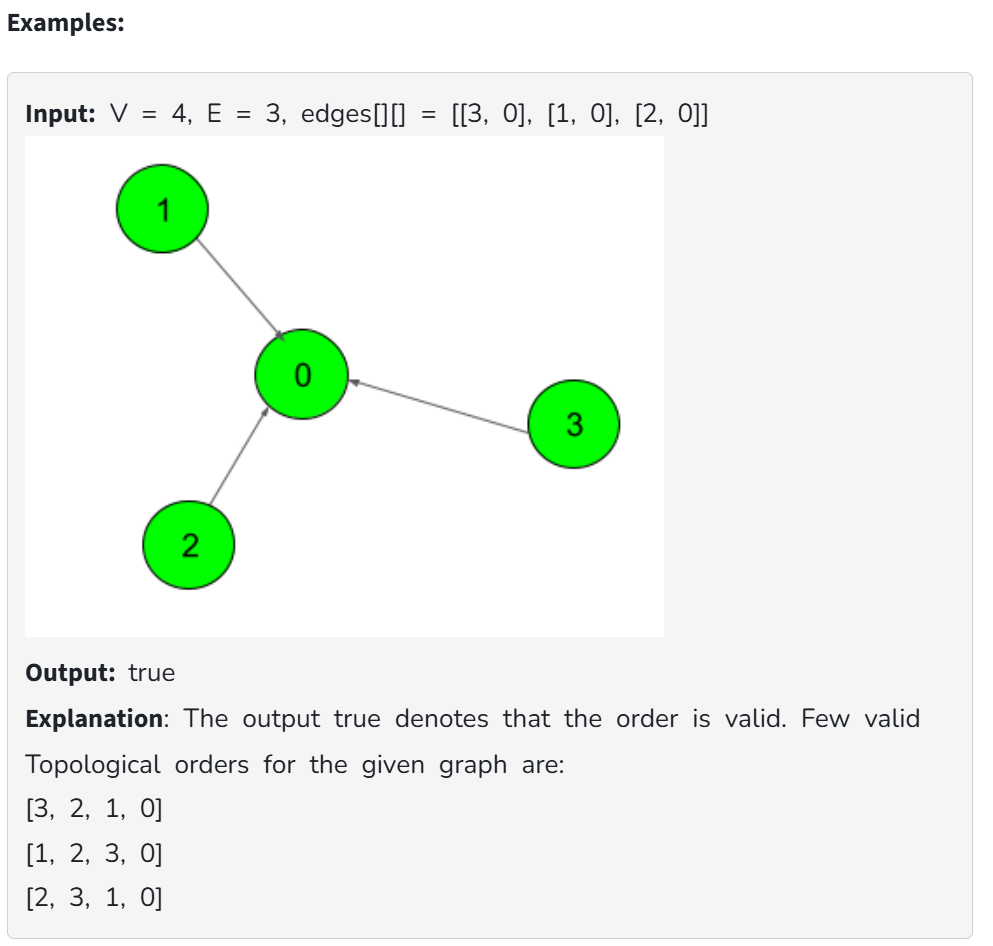 Examples:
Input: V = 4, E = 3, edges[][] = [[3, 0], [1, 0], [2, 0]]
1
0
3
2
Output: true
Explanation: The output true denotes that the order is valid. Few valid
Topological orders for the given graph are:
[3, 2, 1, 0]
[1, 2, 3, 0]
[2, 3, 1, 0]